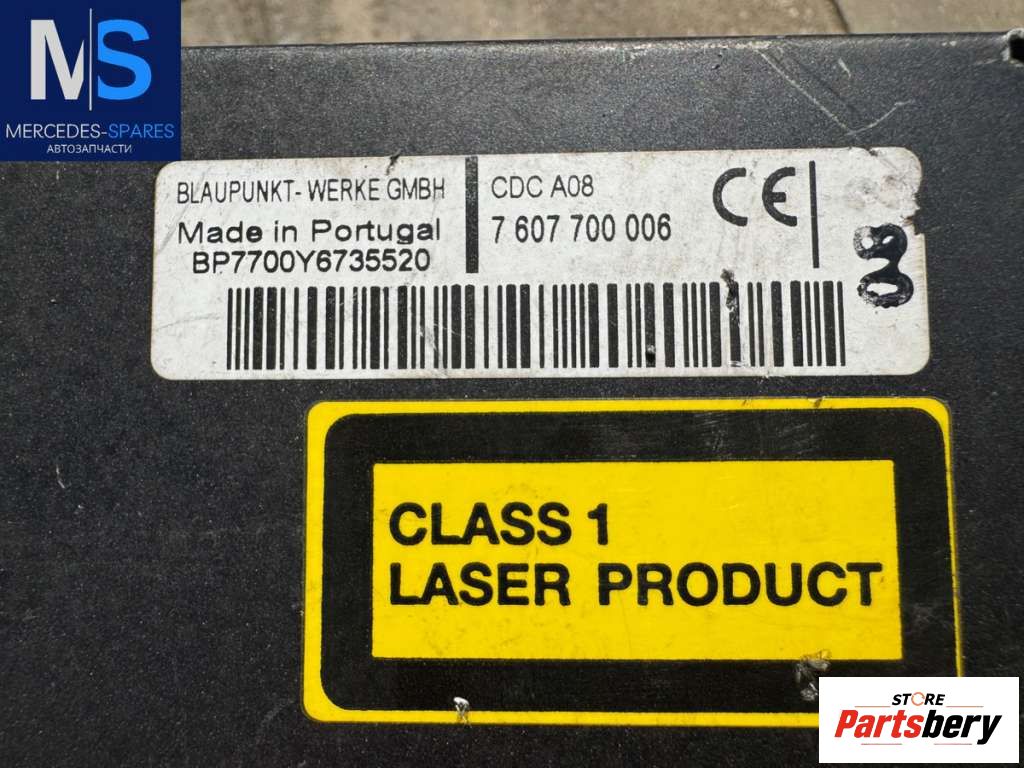 MS
MERCEDES-SPARES
АВТОЗАПЧАСТИ
BLAUPUNKT- WERKE GMBH
Made in Portugal
BP7700Y6735520
CDC A08
7 607 700 006
CE
09
CLASS 1
LASER PRODUCT
STORE
Partsbery